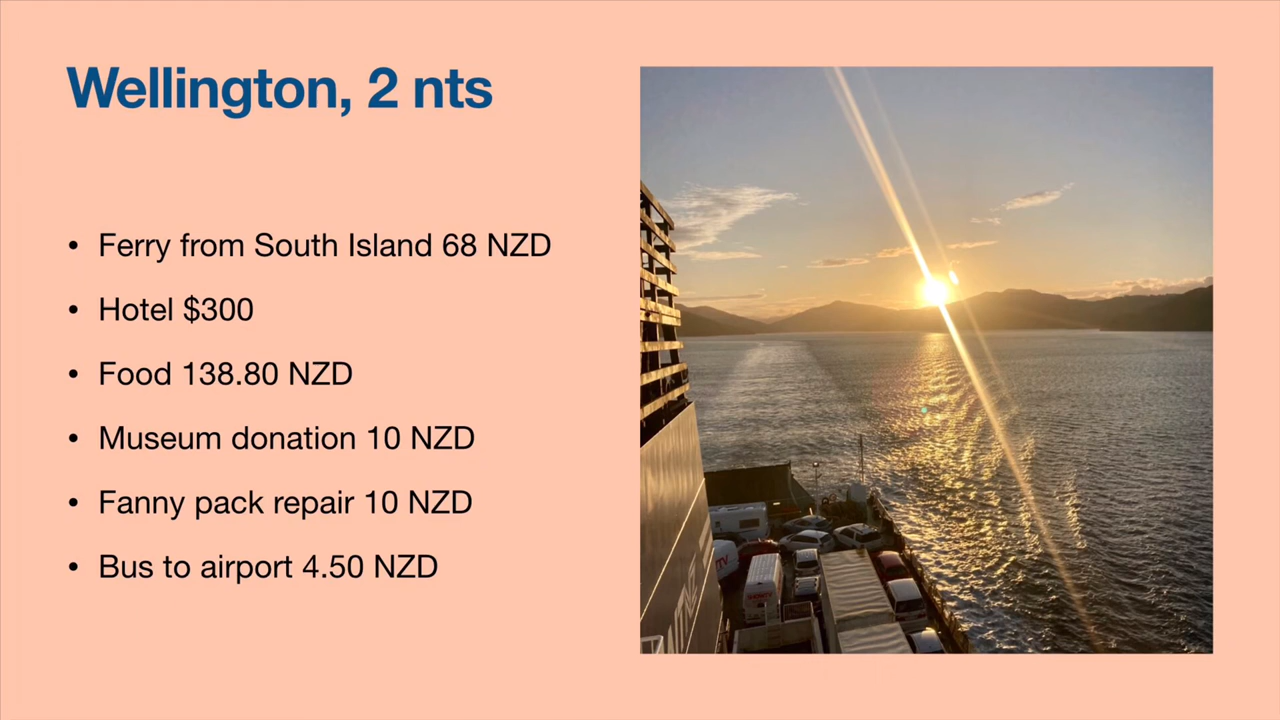 Wellington, 2 nts
• Ferry from South Island 68 NZD
• Hotel $300
• Food 138.80 NZD
• Museum donation 10 NZD
• Fanny pack repair 10 NZD
• Bus to airport 4.50 NZD